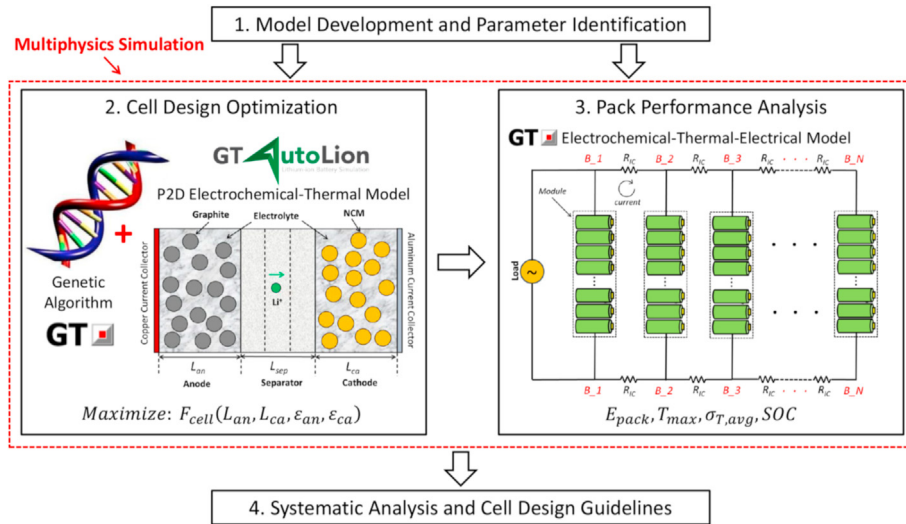 1. Model Development and Parameter Identification
Multiphysics Simulation
2. Cell Design Optimization
GT AutoLion
Lithium-Ion Battery Simulation
P2D Electrochemical-Thermal Model
Graphite
Electrolyte
NCM
+
Copper Current Collector
Aluminum Current Collector
Li⁺
Genetic
Algorithm
GT
L_an L_sep L_ca
Anode Separator Cathode
Maximize: F_cell(L_an, L_ca, ε_an, ε_ca)
3. Pack Performance Analysis
GT Electrochemical-Thermal-Electrical Model
B_1 R_IC B_2 R_IC B_3 R_IC · · · R_IC B_N
Module
current
Load
~
· · ·
· · ·
B_1 R_IC B_2 R_IC B_3 R_IC R_IC B_N
E_pack, T_max, σ_T,avg, SOC
4. Systematic Analysis and Cell Design Guidelines